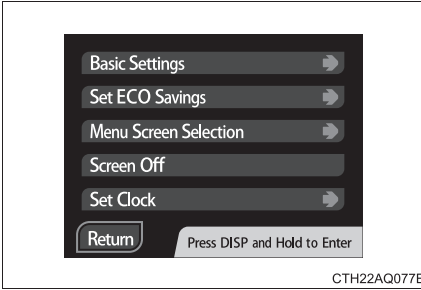 Basic Settings
Set ECO Savings
Menu Screen Selection
Screen Off
Set Clock
Return
Press DISP and Hold to Enter
CTH22AQ077E